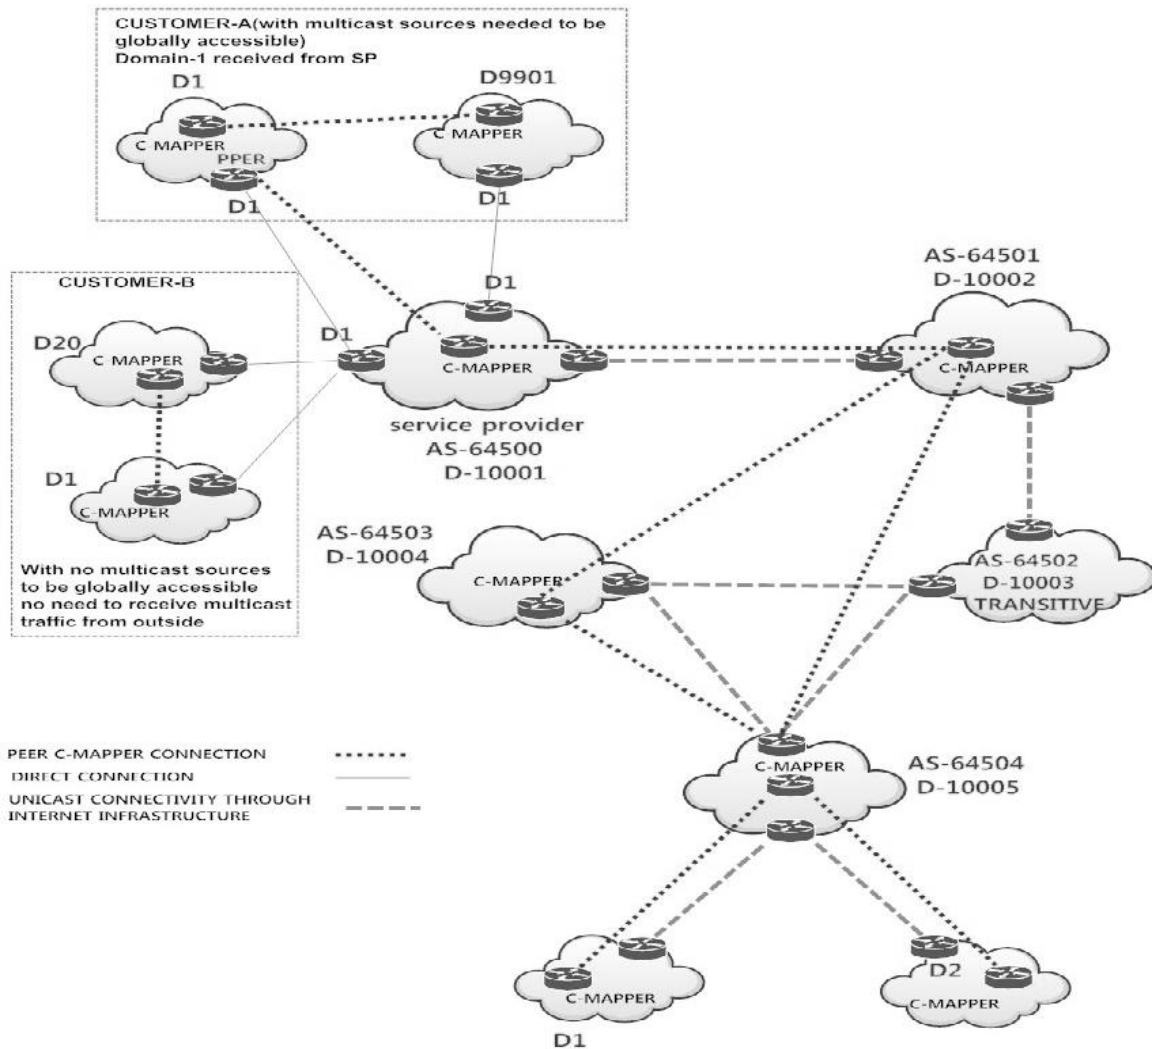 CUSTOMER-A(with multicast sources needed to be
globally accessible)
Domain-1 received from SP
D1
D9901
C MAPPER
C MAPPER
PPER
D1
D1
CUSTOMER-B
D20
C MAPPER
D1
C-MAPPER
With no multicast sources
to be globally accessible
no need to receive multicast
traffic from outside
D1
D1
C-MAPPER
service provider
AS-64500
D-10001
AS-64501
D-10002
C-MAPPER
AS-64503
D-10004
C-MAPPER
AS-64502
D-10003
TRANSITIVE
PEER C-MAPPER CONNECTION
DIRECT CONNECTION
UNICAST CONNECTIVITY THROUGH
INTERNET INFRASTRUCTURE
C-MAPPER
AS-64504
D-10005
C-MAPPER
D1
D2
C-MAPPER